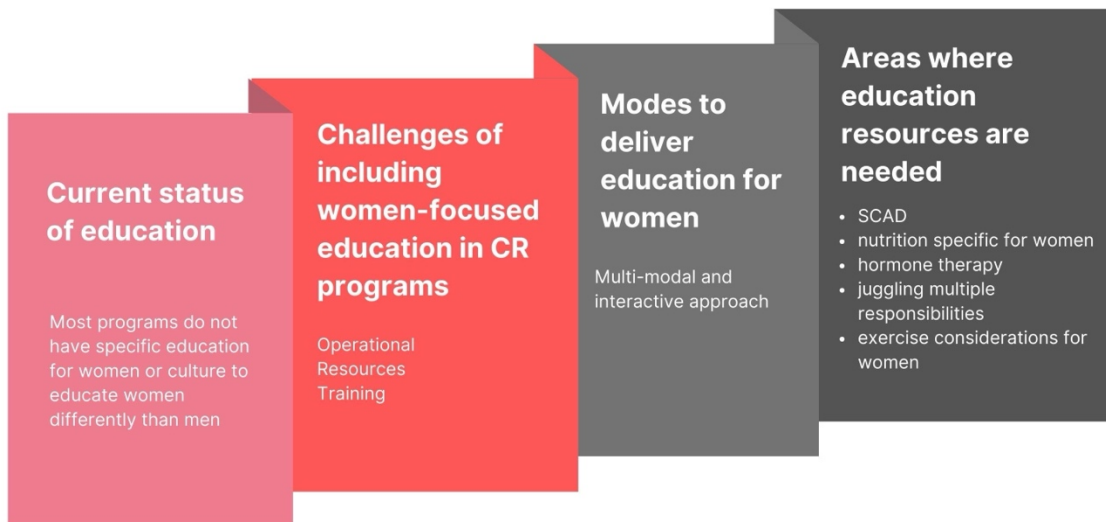 Current status
of education
Most programs do not
have specific education
for women or culture to
educate women
differently than men
Challenges of
including
women-focused
education in CR
programs
Operational
Resources
Training
Modes to
deliver
education for
women
Multi-modal and
interactive approach
Areas where
education
resources are
needed
• SCAD
• nutrition specific for women
• hormone therapy
• juggling multiple
responsibilities
• exercise considerations for
women